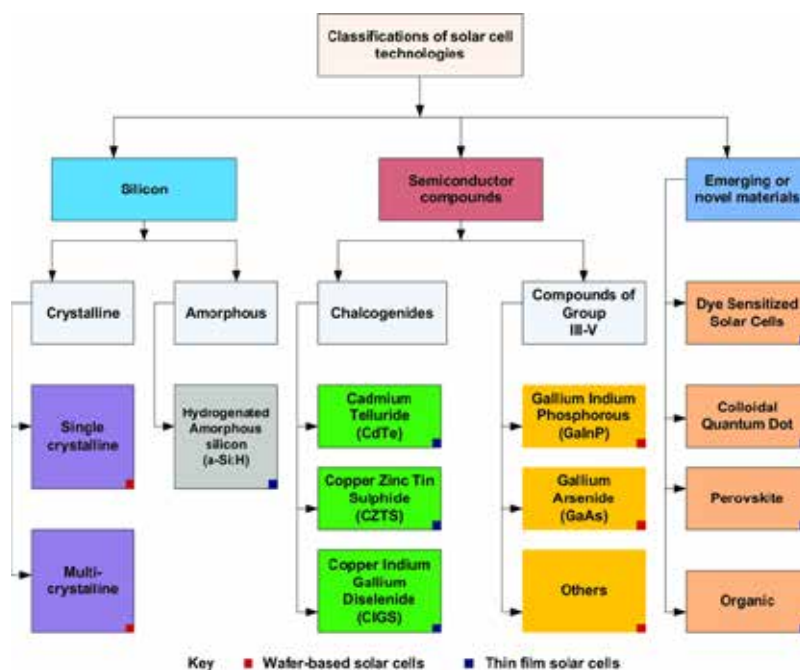 Classifications of solar cell
technologies
Silicon
Semiconductor
compounds
Emerging or
novel materials
Crystalline
Amorphous
Chalcogenides
Compounds of
Group
III-V
Dye Sensitized
Solar Cells
Single
crystalline
Hydrogenated
Amorphous
silicon
(a-Si:H)
Cadmium
Telluride
(CdTe)
Gallium Indium
Phosphorous
(GaInP)
Colloidal
Quantum Dot
Copper Zinc Tin
Sulphide
(CZTS)
Gallium
Arsenide
(GaAs)
Perovskite
Multi-
crystalline
Copper Indium
Gallium
Diselenide
(CIGS)
Others
Organic
Key Wafer-based solar cells Thin film solar cells